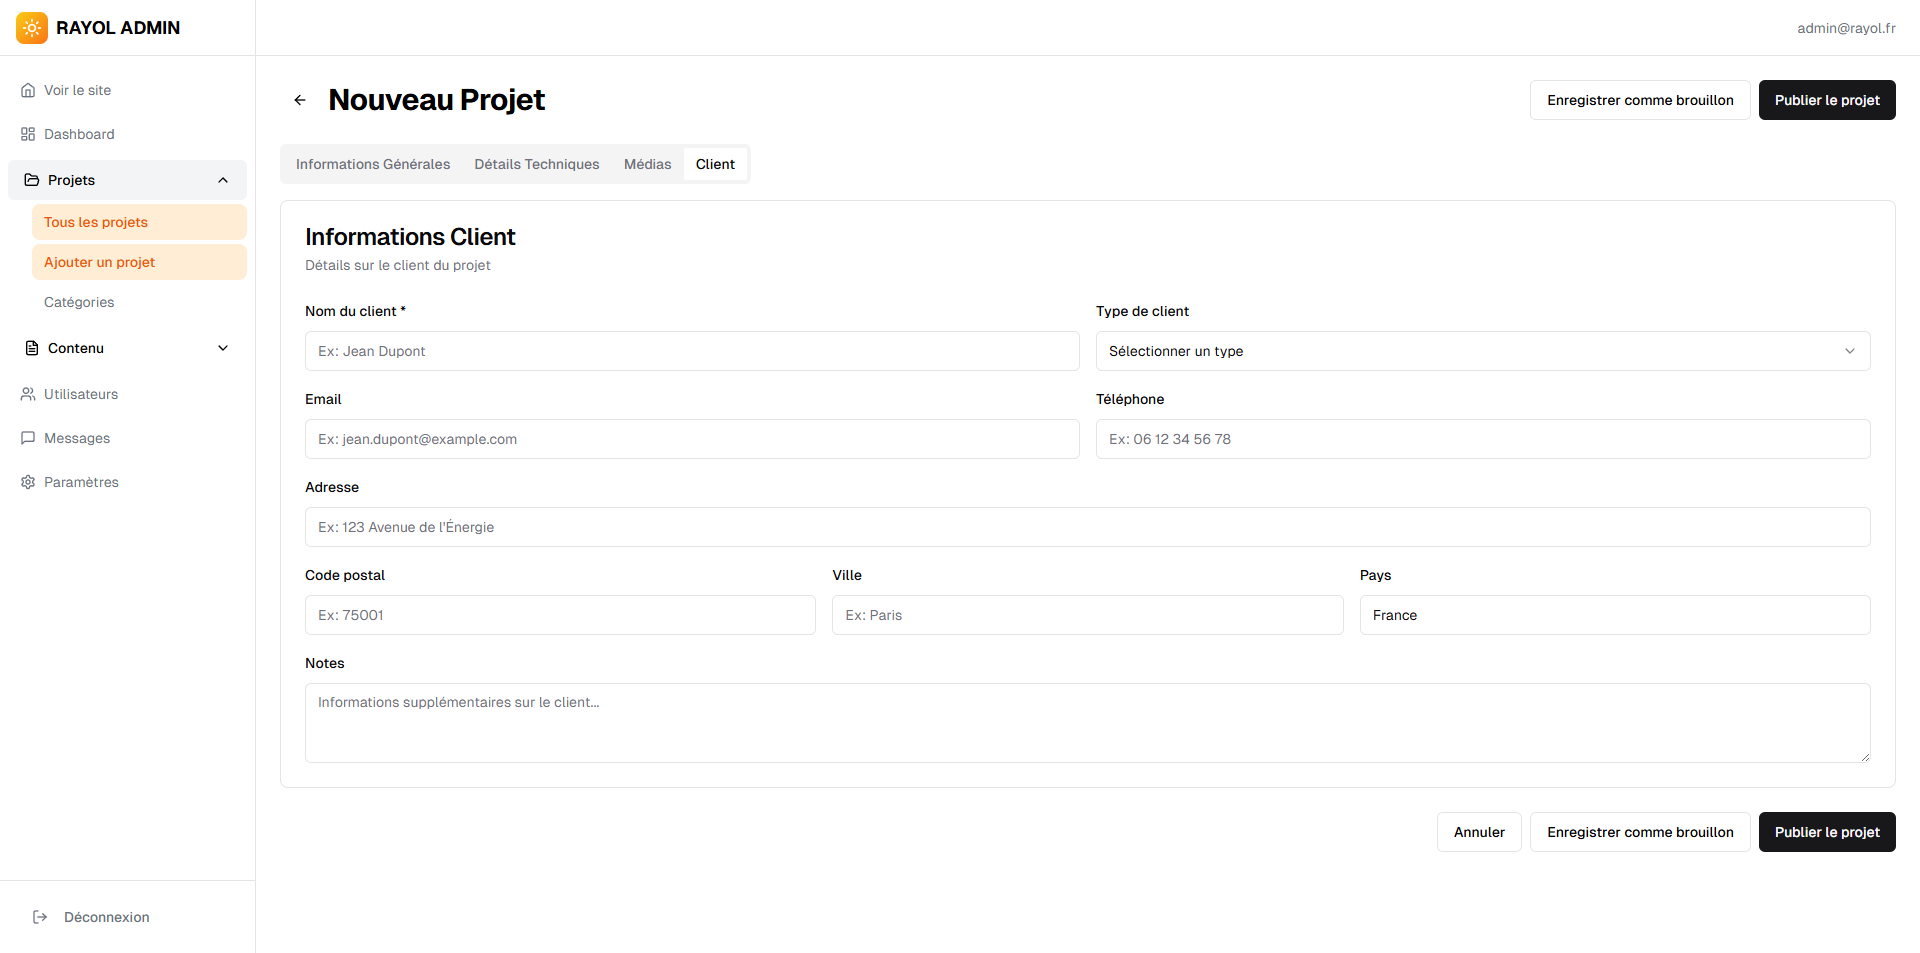 RAYOL ADMIN
admin@rayol.fr
Voir le site
Dashboard
Projets
Tous les projets
Ajouter un projet
Catégories
Contenu
Utilisateurs
Messages
Paramètres
Déconnexion
Nouveau Projet
Enregistrer comme brouillon
Publier le projet
Informations Générales
Détails Techniques
Médias
Client
Informations Client
Détails sur le client du projet
Nom du client *
Type de client
Ex: Jean Dupont
Sélectionner un type
Email
Téléphone
Ex: jean.dupont@example.com
Ex: 06 12 34 56 78
Adresse
Ex: 123 Avenue de l'Énergie
Code postal
Ville
Pays
Ex: 75001
Ex: Paris
France
Notes
Informations supplémentaires sur le client...
Annuler
Enregistrer comme brouillon
Publier le projet